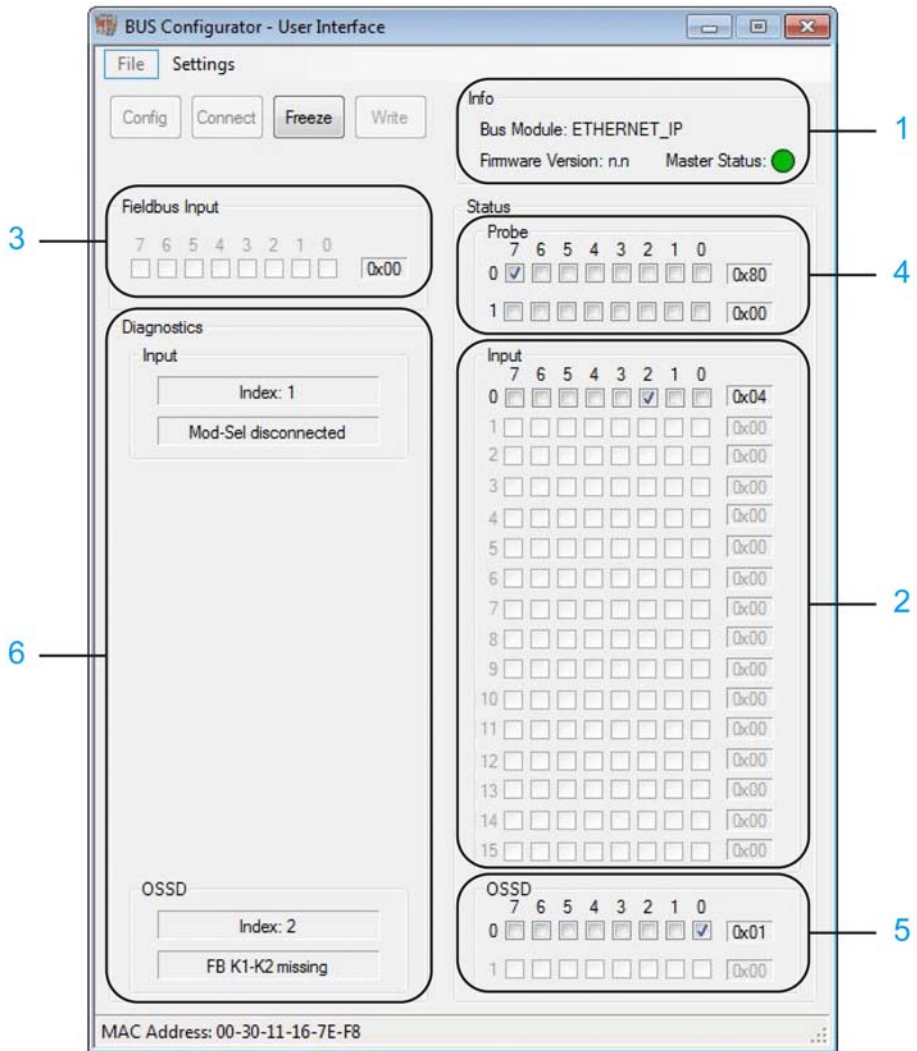 BUS Configurator - User Interface
File Settings
Config Connect Freeze Write
Info
Bus Module: ETHERNET_IP
Firmware Version: n.n Master Status:
1
Fieldbus Input
7 6 5 4 3 2 1 0
0x00
3
Status
Probe
7 6 5 4 3 2 1 0
0 0x80
1 0x00
4
Diagnostics
Input
Index: 1
Mod-Sel disconnected
Input
7 6 5 4 3 2 1 0
0 0x04
1 0x00
2 0x00
3 0x00
4 0x00
5 0x00
6 0x00
7 0x00
8 0x00
9 0x00
10 0x00
11 0x00
12 0x00
13 0x00
14 0x00
15 0x00
2
6
OSSD
Index: 2
FB K1-K2 missing
OSSD
7 6 5 4 3 2 1 0
0 0x01
1 0x00
5
MAC Address: 00-30-11-16-7E-F8